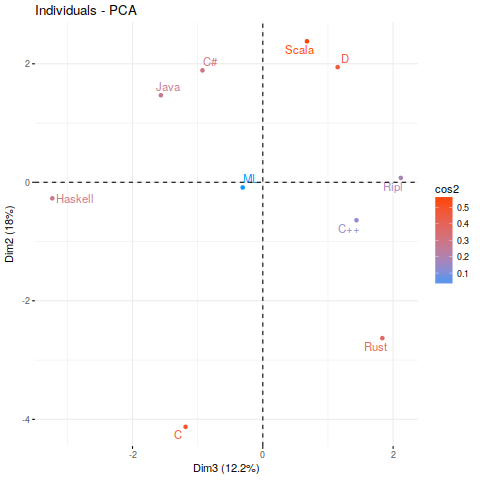 Individuals - PCA
Scala
D
C#
Java
ML
Haskell
Ripl
C++
Rust
C
2
0
-2
-4
-2
0
2
Dim2 (18%)
Dim3 (12.2%)
cos2
0.5
0.4
0.3
0.2
0.1